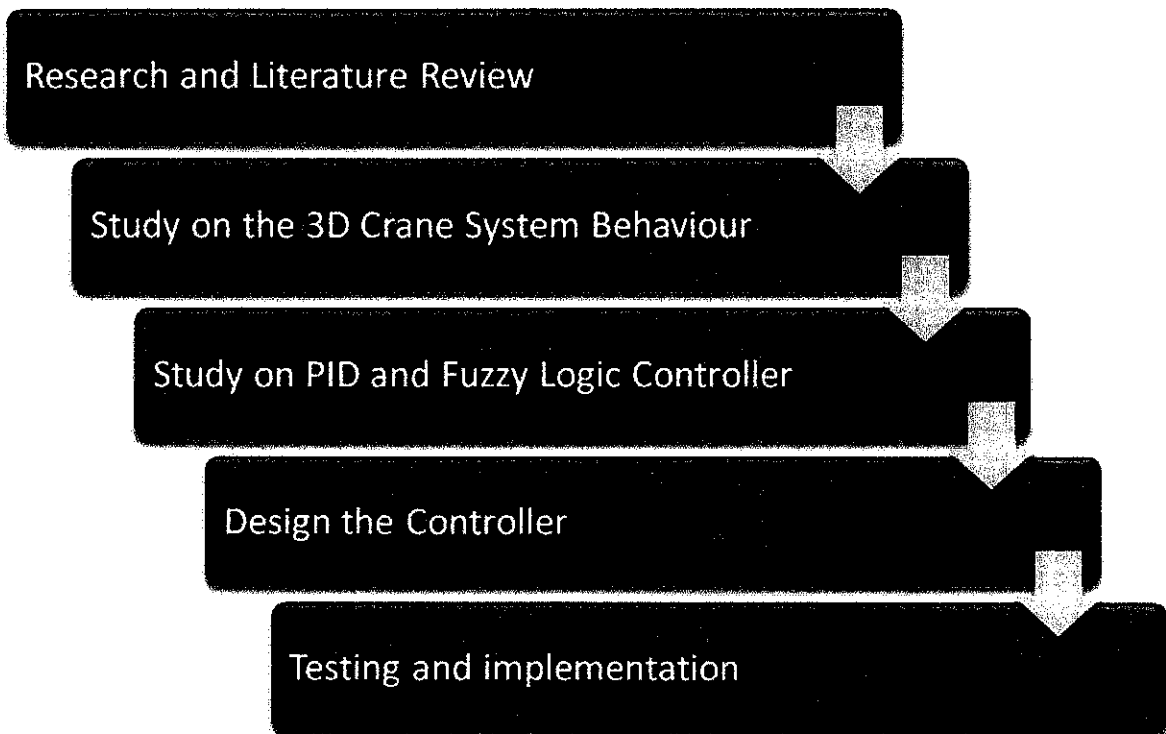 Research and Literature Review
Study on the 3D Crane System Behaviour
Study on PID and Fuzzy Logic Controller
Design the Controller
Testing and implementation